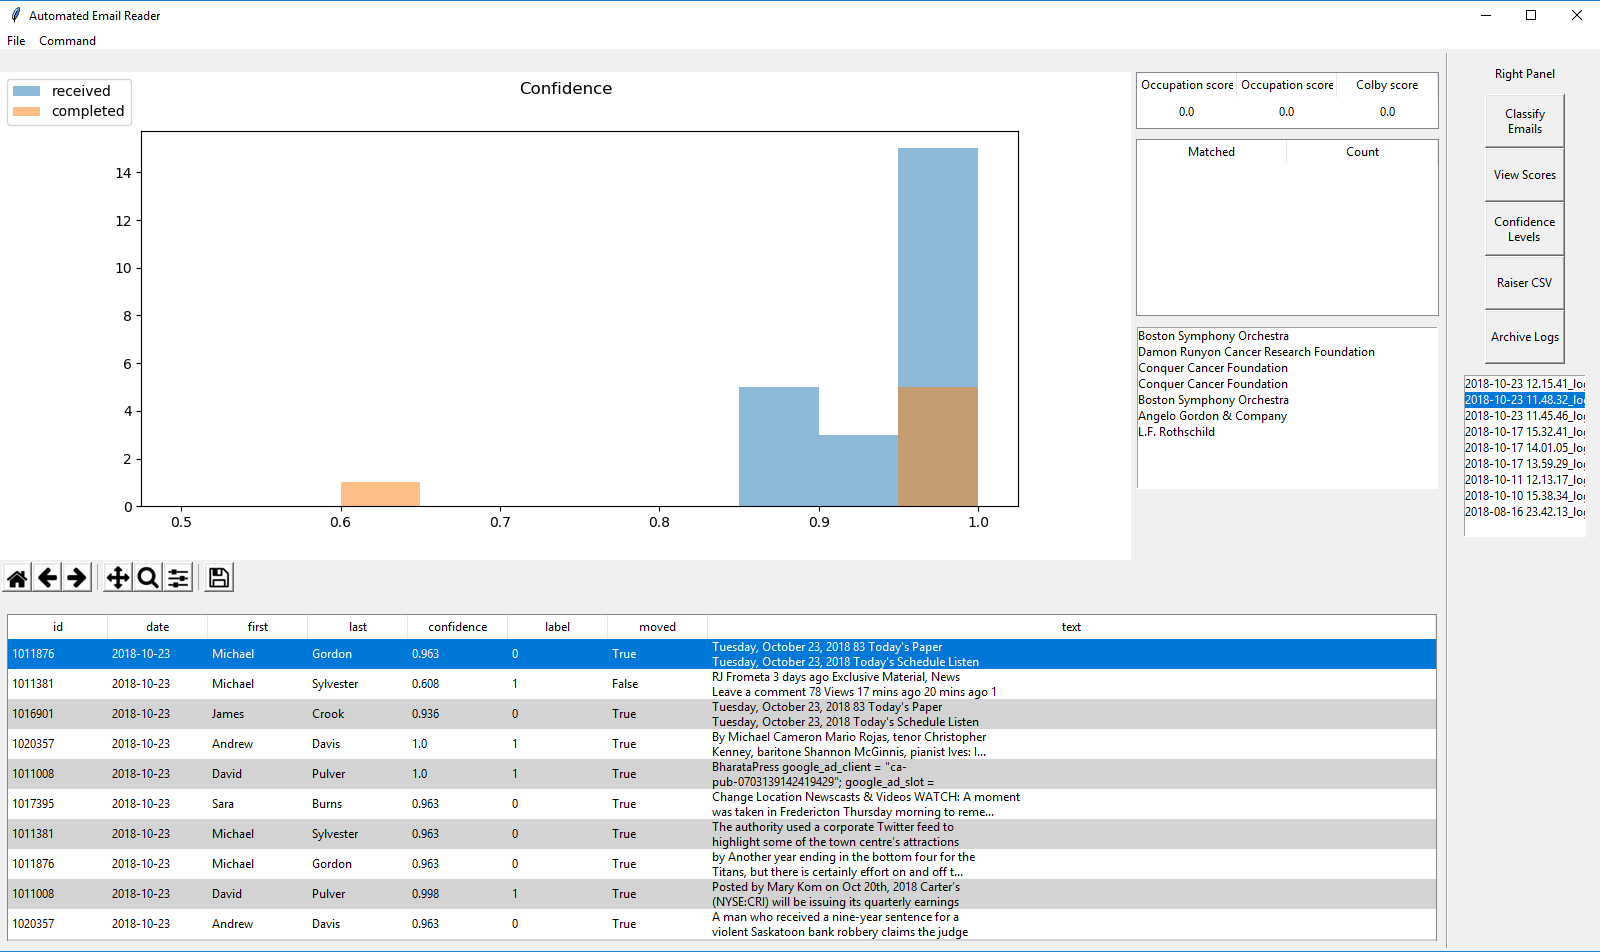 Automated Email Reader
File Command
Confidence
received
completed
14
12
10
8
6
4
2
0
0.5 0.6 0.7 0.8 0.9 1.0
Occupation score Occupation score Colby score
0.0 0.0 0.0
Matched Count
Boston Symphony Orchestra
Damon Runyon Cancer Research Foundation
Conquer Cancer Foundation
Conquer Cancer Foundation
Boston Symphony Orchestra
Angelo Gordon & Company
L.F. Rothschild
Right Panel
Classify
Emails
View Scores
Confidence
Levels
Raiser CSV
Archive Logs
2018-10-23 12.15.41_log
2018-10-23 11.48.32_log
2018-10-23 11.45.46_log
2018-10-17 15.32.41_log
2018-10-17 14.01.05_log
2018-10-17 13.59.29_log
2018-10-11 12.13.17_log
2018-10-10 15.38.34_log
2018-08-16 23.42.13_log
id date first last confidence label moved text
1011876 2018-10-23 Michael Gordon 0.963 0 True Tuesday, October 23, 2018 83 Today's Paper
Tuesday, October 23, 2018 Today's Schedule Listen
1011381 2018-10-23 Michael Sylvester 0.608 1 False RJ Frometa 3 days ago Exclusive Material, News
Leave a comment 78 Views 17 mins ago 20 mins ago 1
1016901 2018-10-23 James Crook 0.936 0 True Tuesday, October 23, 2018 83 Today's Paper
Tuesday, October 23, 2018 Today's Schedule Listen
1020357 2018-10-23 Andrew Davis 1.0 1 True By Michael Cameron Mario Rojas, tenor Christopher
Kenney, baritone Shannon McGinnis, pianist Ives: I...
1011008 2018-10-23 David Pulver 1.0 1 True BharataPress google_ad_client = "ca-
pub-0703139142419429"; google_ad_slot =
1017395 2018-10-23 Sara Burns 0.963 0 True Change Location Newscasts & Videos WATCH: A moment
was taken in Fredericton Thursday morning to reme...
1011381 2018-10-23 Michael Sylvester 0.963 0 True The authority used a corporate Twitter feed to
highlight some of the town centre's attractions
1011876 2018-10-23 Michael Gordon 0.963 0 True by Another year ending in the bottom four for the
Titans, but there is certainly effort on and off t...
1011008 2018-10-23 David Pulver 0.998 1 True Posted by Mary Kom on Oct 20th, 2018 Carter's
(NYSE:CRI) will be issuing its quarterly earnings
1020357 2018-10-23 Andrew Davis 0.963 0 True A man who received a nine-year sentence for a
violent Saskatoon bank robbery claims the judge